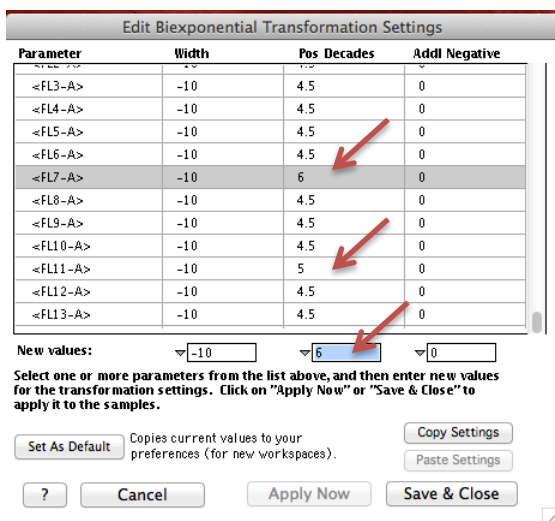 Edit Biexponential Transformation Settings
Parameter Width Pos Decades Addl Negative
<FL3-A> -10 4.5 0
<FL4-A> -10 4.5 0
<FL5-A> -10 4.5 0
<FL6-A> -10 4.5 0
<FL7-A> -10 6 0
<FL8-A> -10 4.5 0
<FL9-A> -10 4.5 0
<FL10-A> -10 4.5 0
<FL11-A> -10 5 0
<FL12-A> -10 4.5 0
<FL13-A> -10 4.5 0
New values: -10 6 0
Select one or more parameters from the list above, and then enter new values
for the transformation settings. Click on "Apply Now" or "Save & Close" to
apply it to the samples.
Set As Default
Copies current values to your
preferences (for new workspaces).
Copy Settings
Paste Settings
? Cancel Apply Now Save & Close